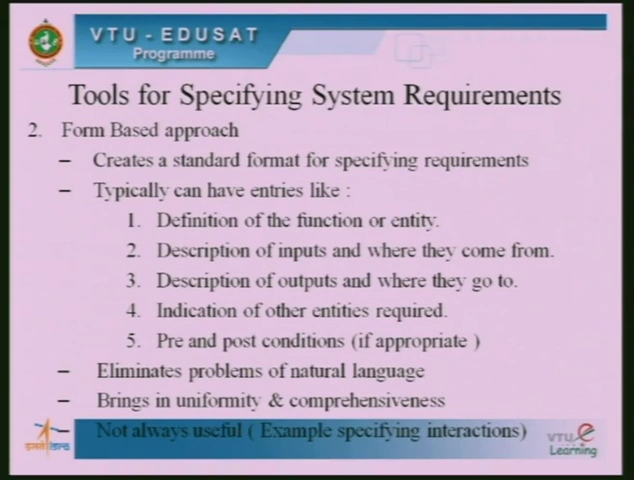 VTU - EDUSAT
Programme
Tools for Specifying System Requirements
2. Form Based approach
– Creates a standard format for specifying requirements
– Typically can have entries like :
1. Definition of the function or entity.
2. Description of inputs and where they come from.
3. Description of outputs and where they go to.
4. Indication of other entities required.
5. Pre and post conditions (if appropriate )
– Eliminates problems of natural language
– Brings in uniformity & comprehensiveness
– Not always useful ( Example specifying interactions)
इसरो isro
VTU e
Learning